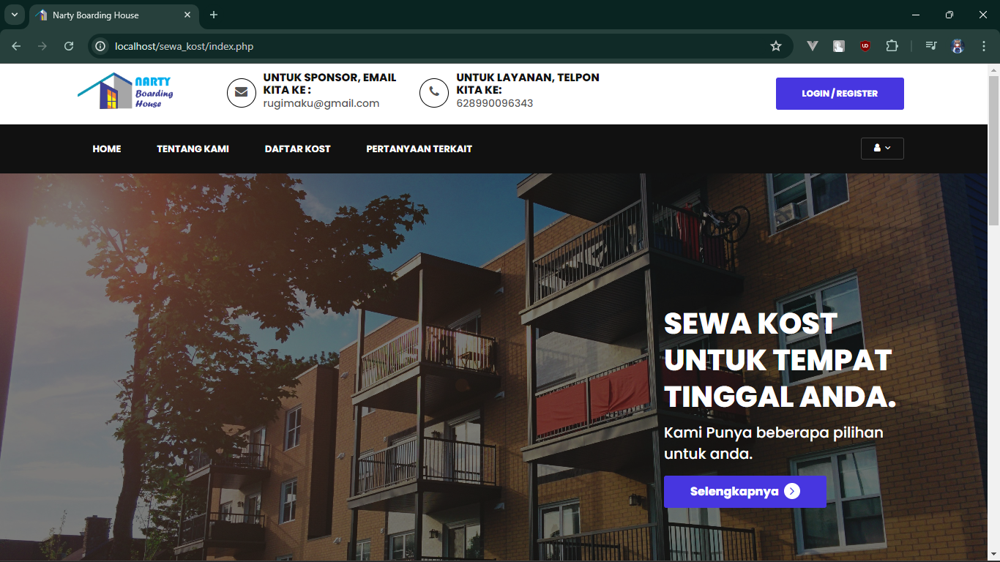 Narty Boarding House
localhost/sewa_kost/index.php
NARTY
Boarding
House
UNTUK SPONSOR, EMAIL
KITA KE :
rugimaku@gmail.com
UNTUK LAYANAN, TELPON
KITA KE:
628990096343
LOGIN / REGISTER
HOME
TENTANG KAMI
DAFTAR KOST
PERTANYAAN TERKAIT
SEWA KOST
UNTUK TEMPAT
TINGGAL ANDA.
Kami Punya beberapa pilihan
untuk anda.
Selengkapnya